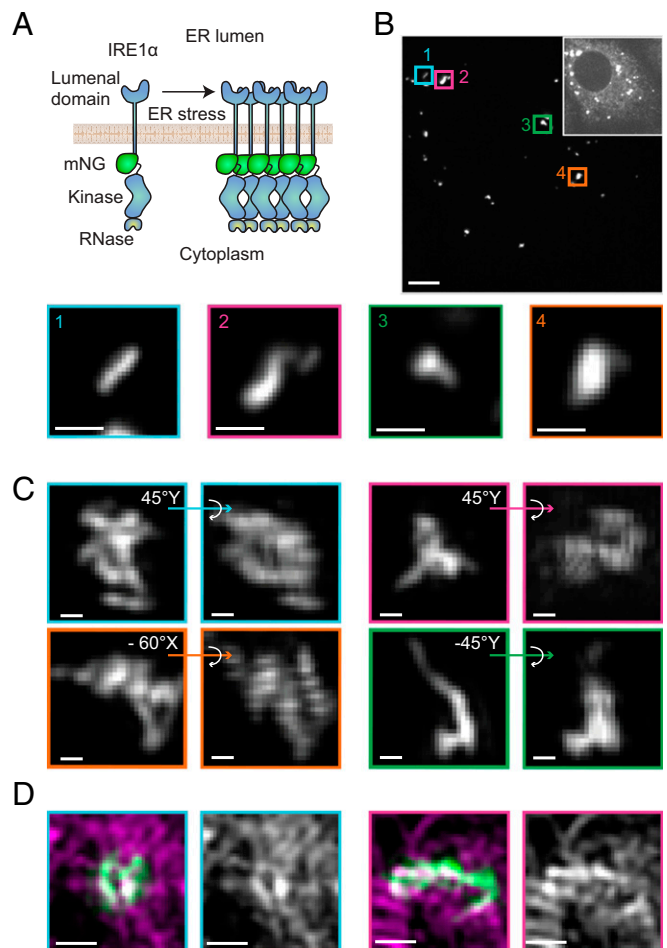 A
IRE1α
ER lumen
Lumenal
domain
ER stress
mNG
Kinase
RNase
Cytoplasm
B
1
2
3
4
1
2
3
4
C
45°Y
45°Y
- 60°X
-45°Y
D